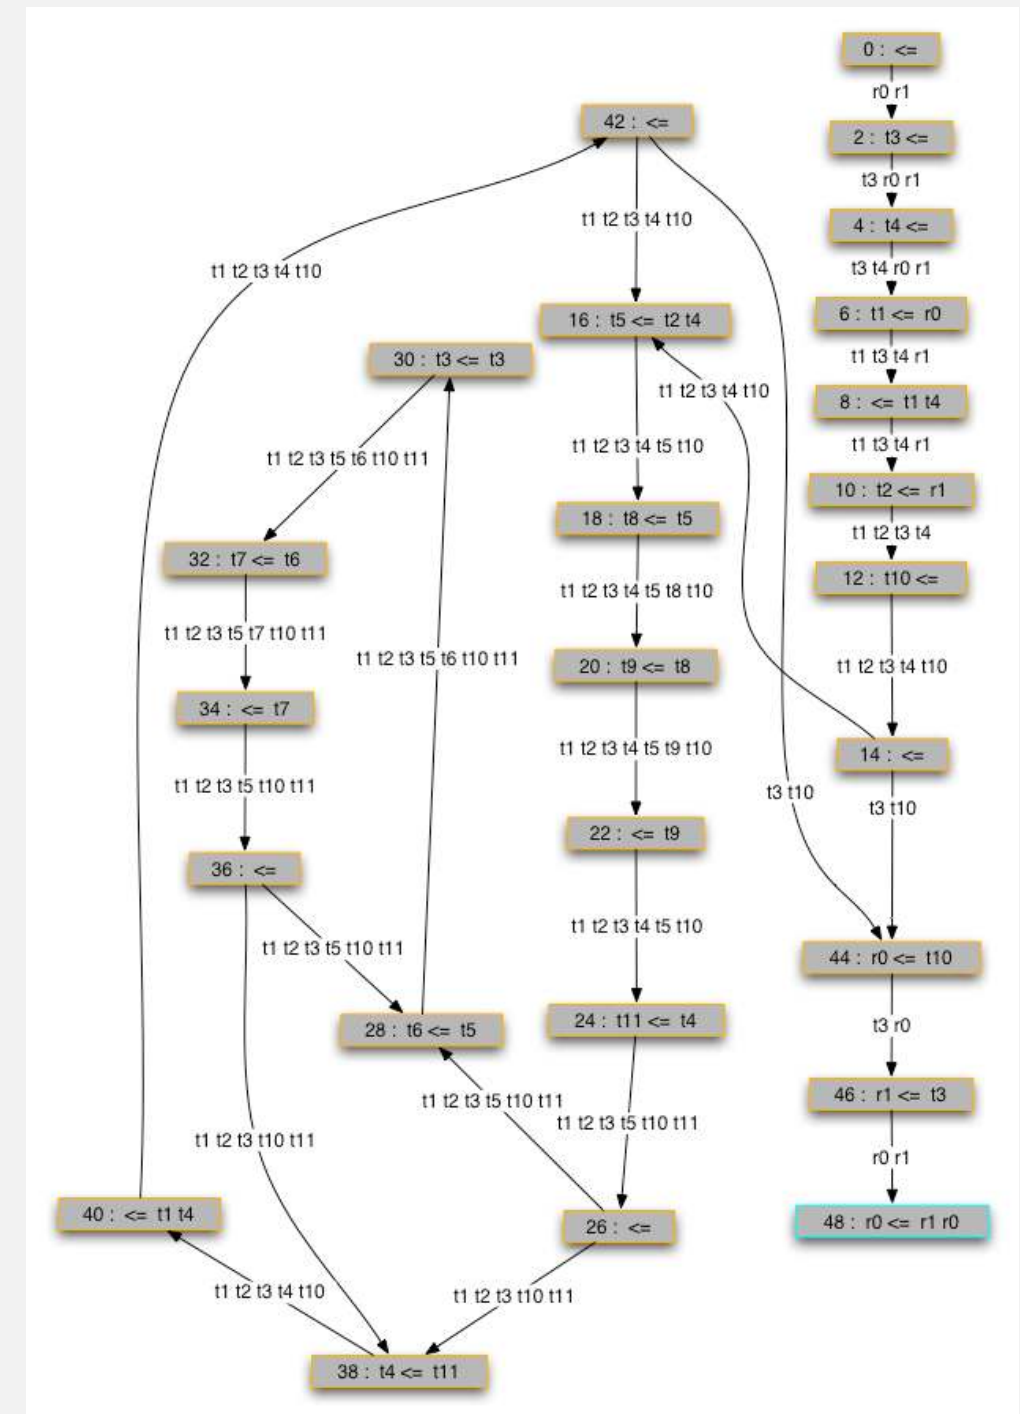 0 : <=
r0 r1
42 : <=
2 : t3 <=
t3 r0 r1
t1 t2 t3 t4 t10
4 : t4 <=
t1 t2 t3 t4 t10
t3 t4 r0 r1
16 : t5 <= t2 t4
6 : t1 <= r0
30 : t3 <= t3
t1 t3 t4 r1
t1 t2 t3 t4 t10
8 : <= t1 t4
t1 t2 t3 t5 t6 t10 t11
t1 t2 t3 t4 t5 t10
t1 t3 t4 r1
10 : t2 <= r1
18 : t8 <= t5
t1 t2 t3 t4
32 : t7 <= t6
12 : t10 <=
t1 t2 t3 t4 t5 t8 t10
t1 t2 t3 t5 t7 t10 t11
t1 t2 t3 t5 t6 t10 t11
20 : t9 <= t8
t1 t2 t3 t4 t10
34 : <= t7
t1 t2 t3 t4 t5 t9 t10
14 : <=
t1 t2 t3 t5 t10 t11
t3 t10
t3 t10
22 : <= t9
36 : <=
t1 t2 t3 t4 t5 t10
t1 t2 t3 t5 t10 t11
44 : r0 <= t10
28 : t6 <= t5
24 : t11 <= t4
t3 r0
46 : r1 <= t3
t1 t2 t3 t5 t10 t11
t1 t2 t3 t5 t10 t11
t1 t2 t3 t10 t11
r0 r1
40 : <= t1 t4
26 : <=
48 : r0 <= r1 r0
t1 t2 t3 t4 t10
t1 t2 t3 t10 t11
38 : t4 <= t11